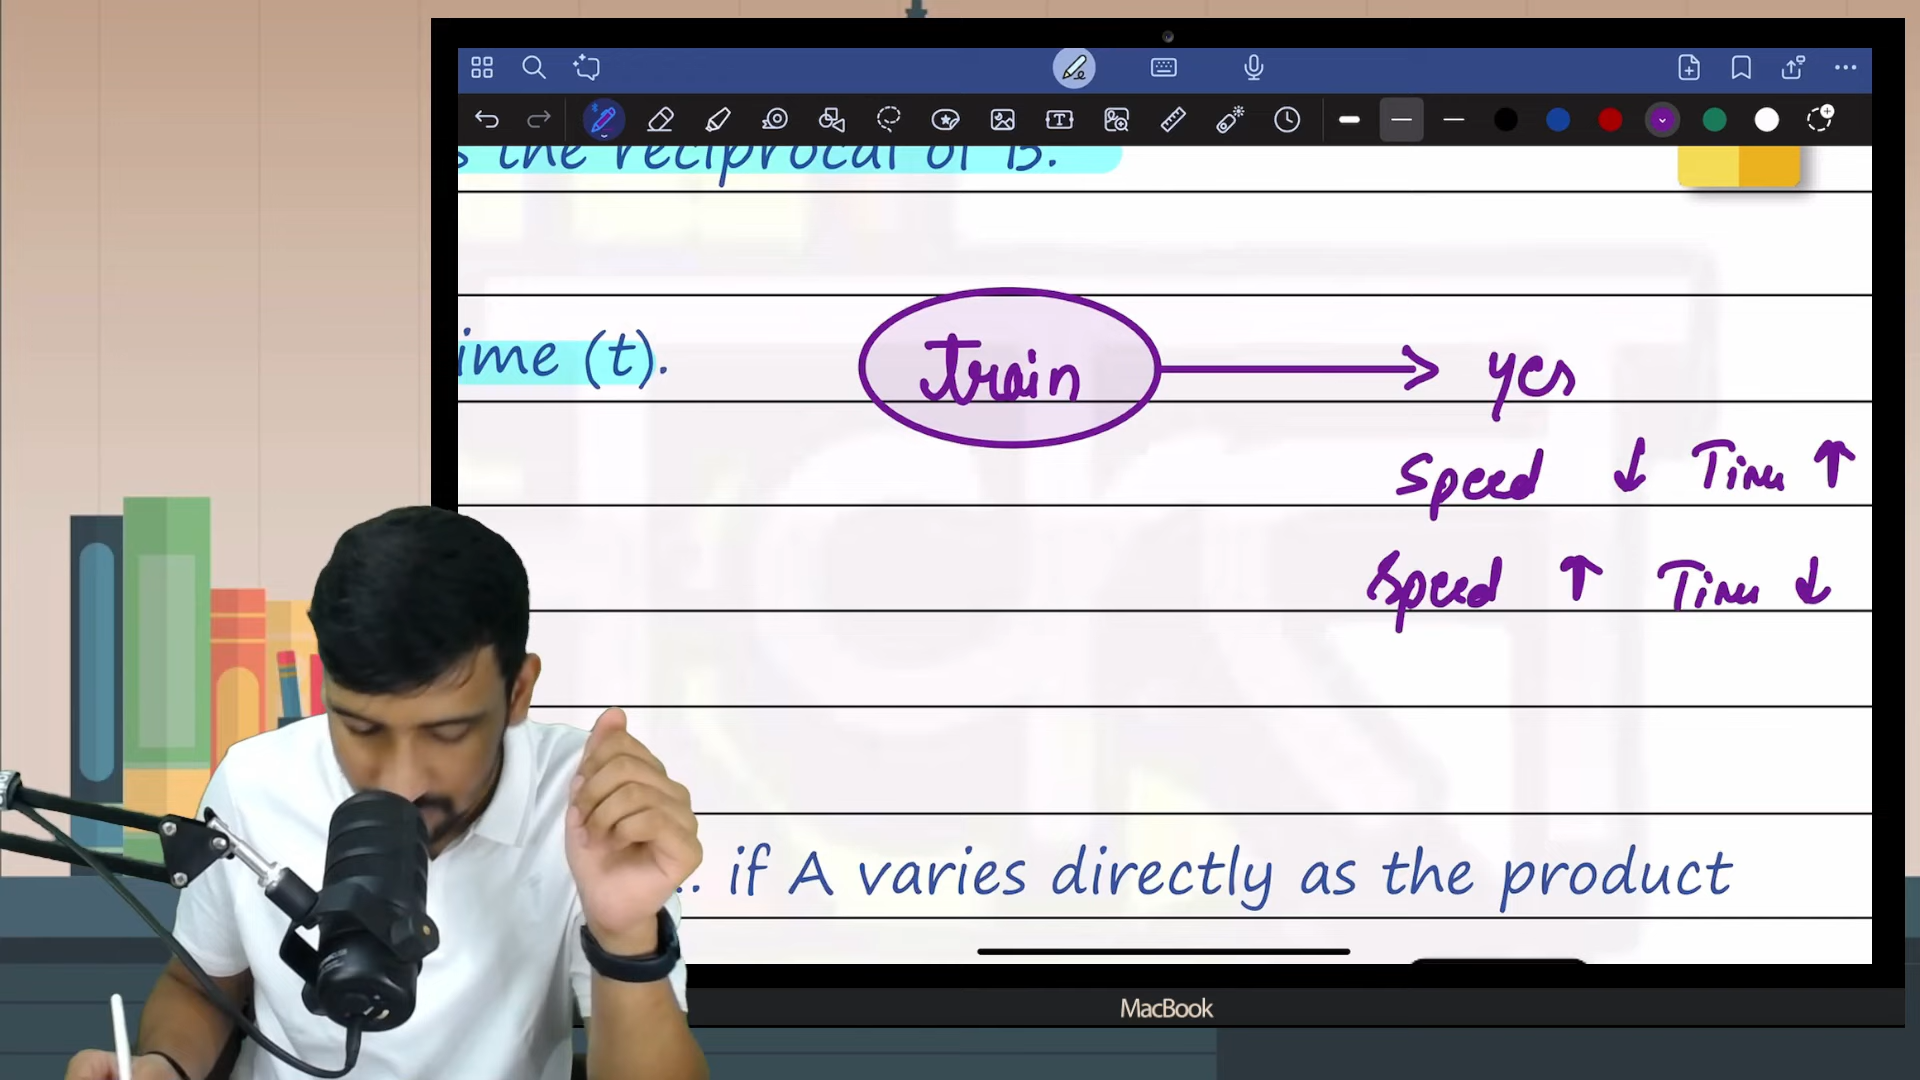 s the reciprocal of B.
ime (t).
Train
yes
Speed ↓ Time ↑
Speed ↑ Time ↓
.. if A varies directly as the product
MacBook